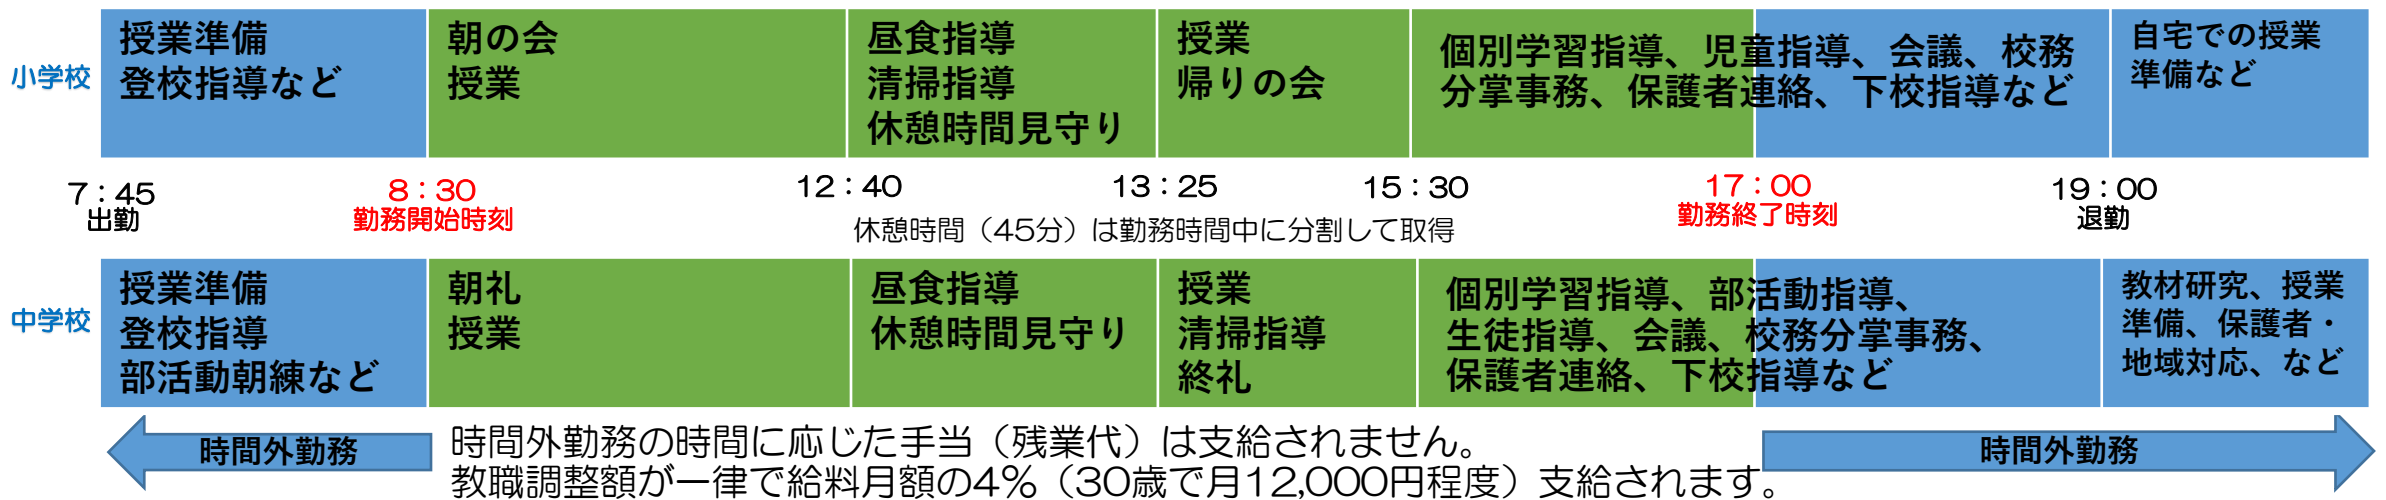 小学校
授業準備
登校指導など
朝の会
授業
昼食指導
清掃指導
休憩時間見守り
授業
帰りの会
個別学習指導、児童指導、会議、校務
分掌事務、保護者連絡、下校指導など
自宅での授業
準備など
7:45
出勤
8:30
勤務開始時刻
12:40
13:25
15:30
17:00
勤務終了時刻
19:00
退勤
休憩時間（45分）は勤務時間中に分割して取得
中学校
授業準備
登校指導
部活動朝練など
朝礼
授業
昼食指導
休憩時間見守り
授業
清掃指導
終礼
個別学習指導、部活動指導、
生徒指導、会議、校務分掌事務、
保護者連絡、下校指導など
教材研究、授業
準備、保護者・
地域対応、など
時間外勤務
時間外勤務の時間に応じた手当（残業代）は支給されません。
教職調整額が一律で給料月額の4％（30歳で月12,000円程度）支給されます。
時間外勤務